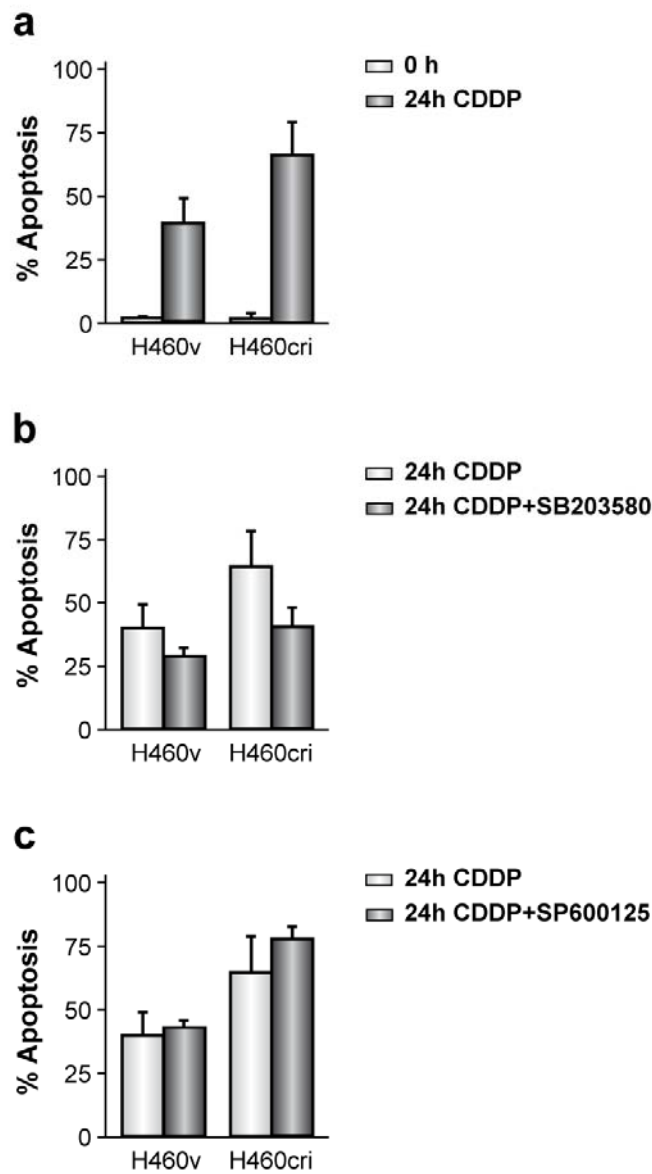 a
% Apoptosis
100
75
50
25
0
H460v H460cri
0 h
24h CDDP
b
% Apoptosis
100
75
50
25
0
H460v H460cri
24h CDDP
24h CDDP+SB203580
c
% Apoptosis
100
75
50
25
0
H460v H460cri
24h CDDP
24h CDDP+SP600125